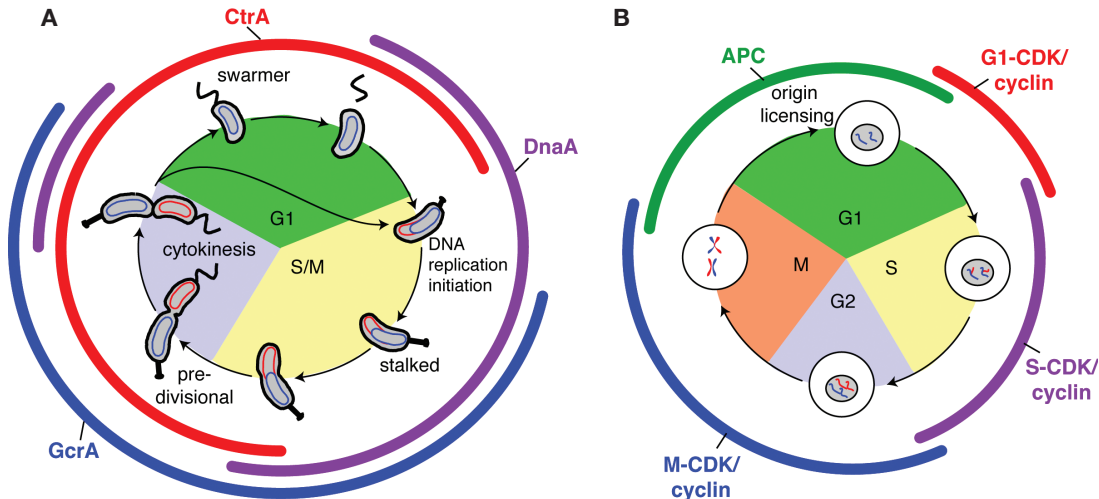 A
CtrA
swarmer
DnaA
G1
cytokinesis
S/M
DNA
replication
initiation
pre-
divisional
stalked
GcrA
B
APC
G1-CDK/
cyclin
origin
licensing
G1
M
S
G2
S-CDK/
cyclin
M-CDK/
cyclin